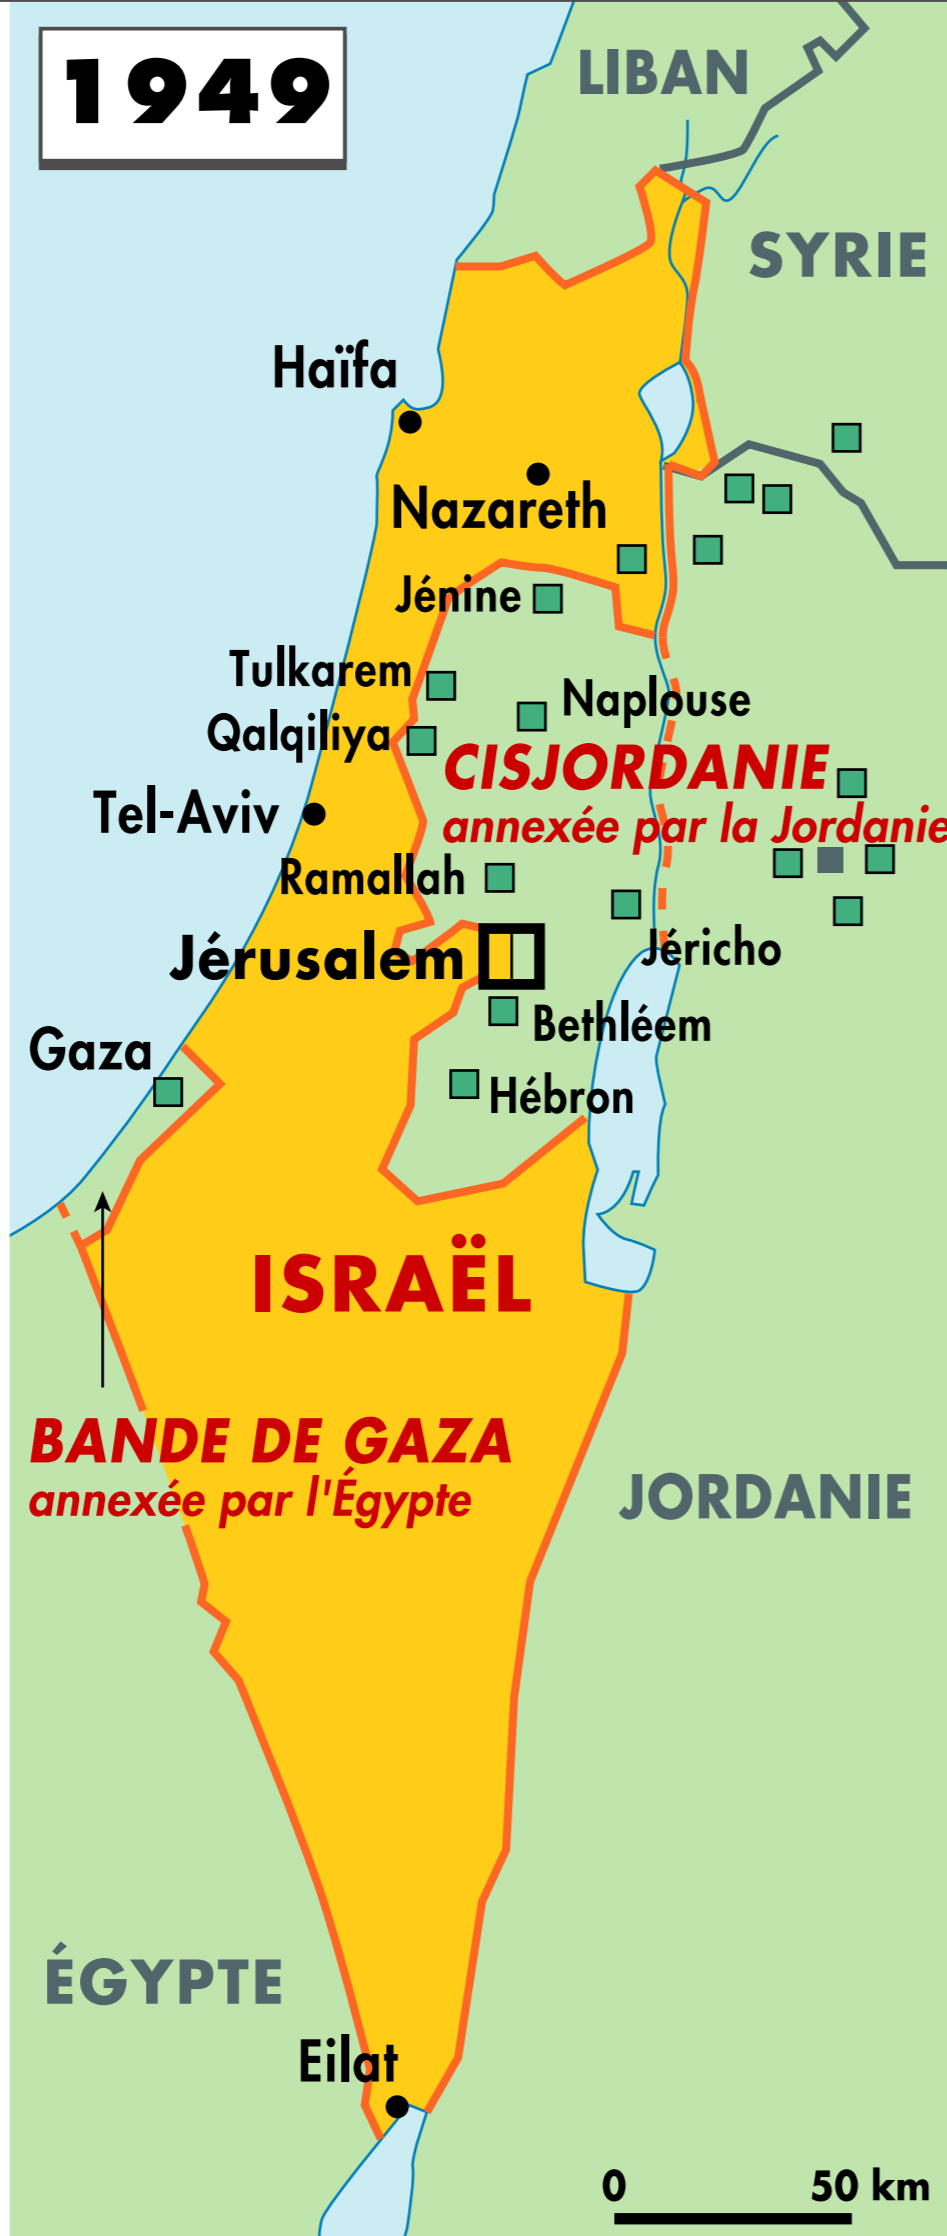 1949
LIBAN
SYRIE
Haïfa
Nazareth
Jénine
Tulkarem
Naplouse
Qalqiliya
CISJORDANIE
annexée par la Jordanie
Tel-Aviv
Ramallah
Jéricho
Jérusalem
Bethléem
Gaza
Hébron
ISRAËL
BANDE DE GAZA
annexée par l'Égypte
JORDANIE
ÉGYPTE
Eilat
0 50 km